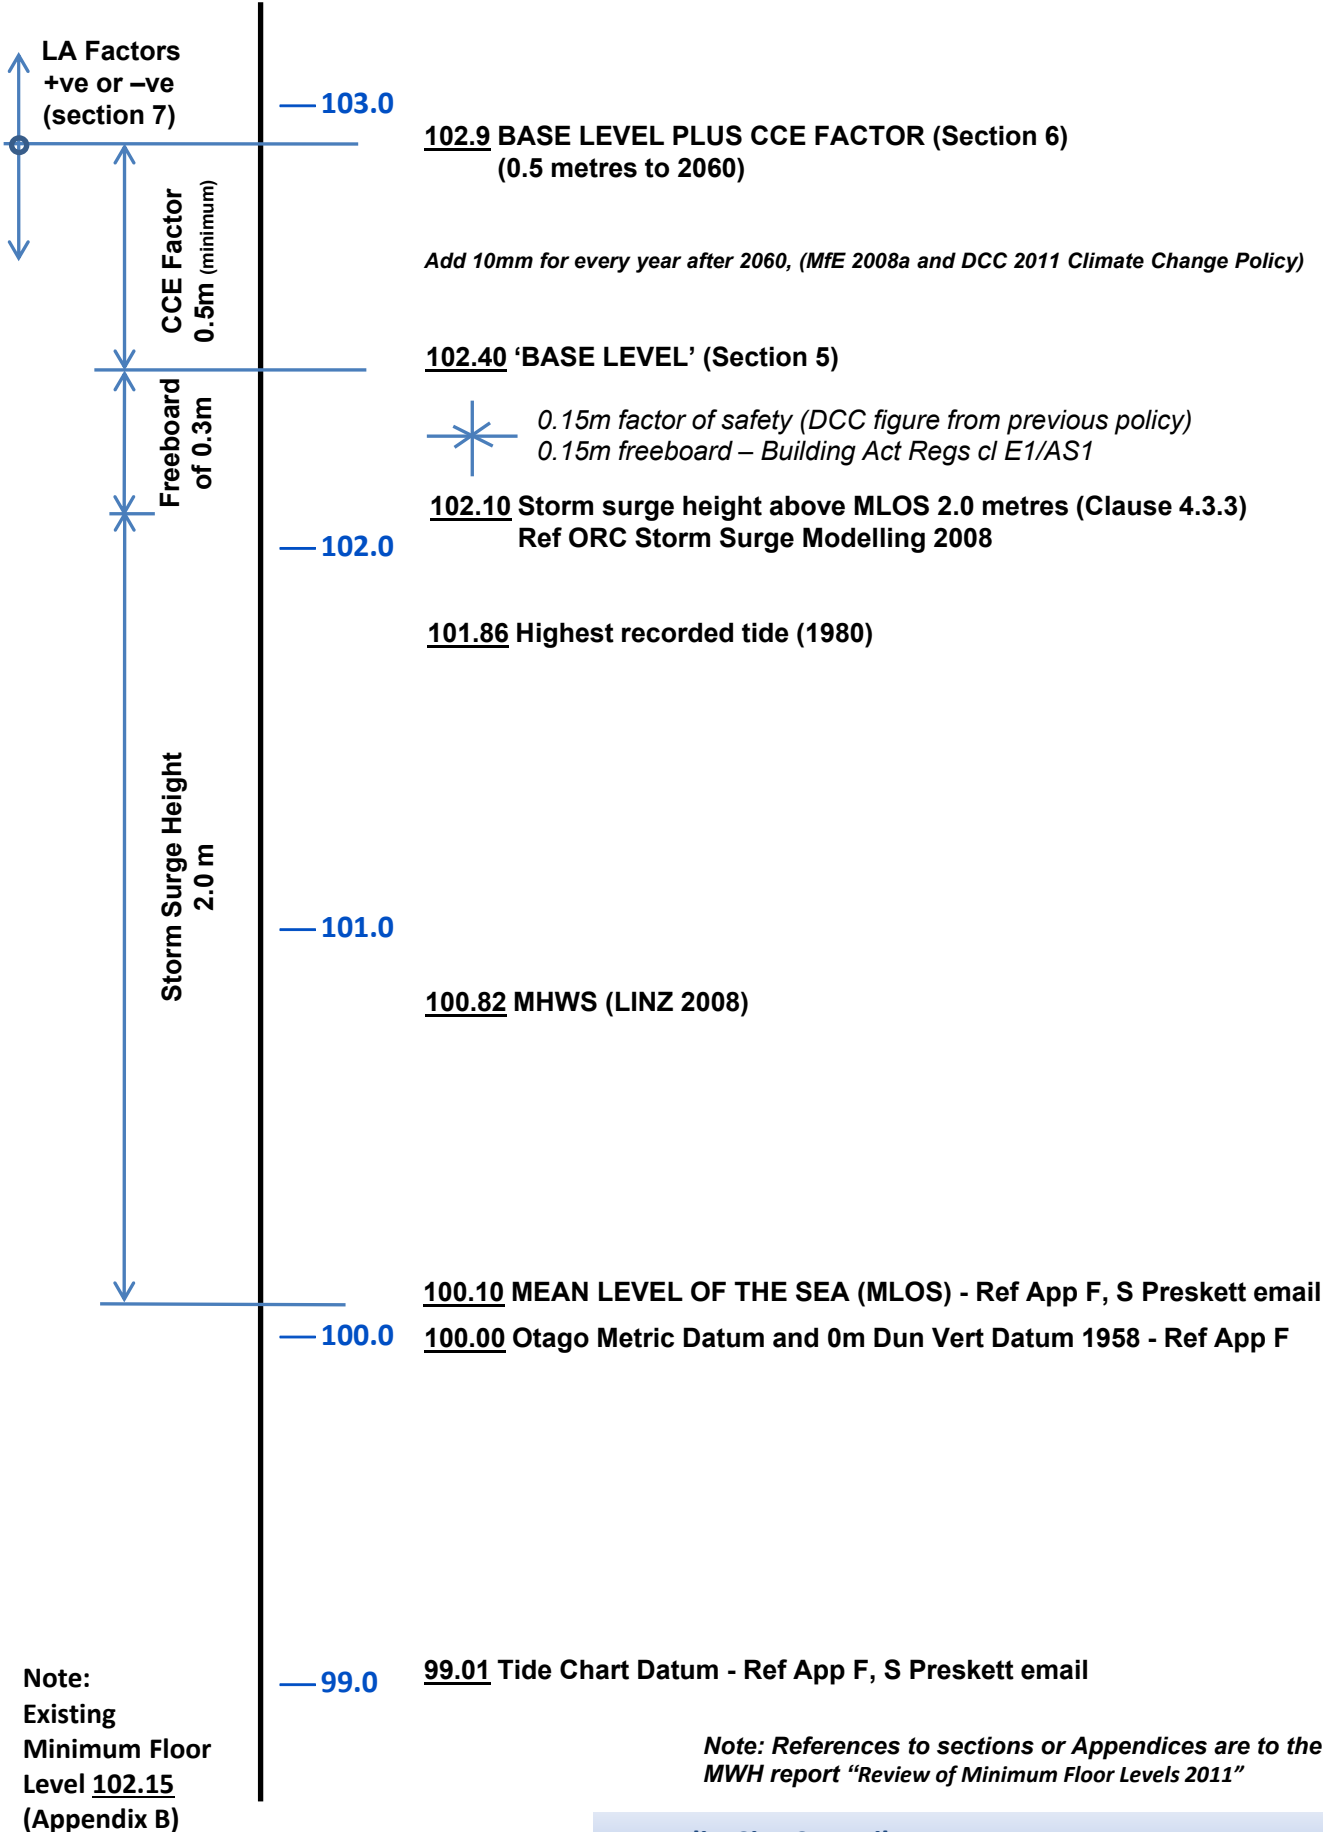 LA Factors
+ve or –ve
(section 7)
103.0
102.9 BASE LEVEL PLUS CCE FACTOR (Section 6)
(0.5 metres to 2060)
CCE Factor
0.5m (minimum)
Add 10mm for every year after 2060, (MfE 2008a and DCC 2011 Climate Change Policy)
102.40 ‘BASE LEVEL’ (Section 5)
Freeboard
of 0.3m
0.15m factor of safety (DCC figure from previous policy)
0.15m freeboard – Building Act Regs cl E1/AS1
102.10 Storm surge height above MLOS 2.0 metres (Clause 4.3.3)
Ref ORC Storm Surge Modelling 2008
102.0
101.86 Highest recorded tide (1980)
Storm Surge Height
2.0 m
101.0
100.82 MHWS (LINZ 2008)
100.10 MEAN LEVEL OF THE SEA (MLOS) - Ref App F, S Preskett email
100.0
100.00 Otago Metric Datum and 0m Dun Vert Datum 1958 - Ref App F
99.0
99.01 Tide Chart Datum - Ref App F, S Preskett email
Note:
Existing
Minimum Floor
Level 102.15
(Appendix B)
Note: References to sections or Appendices are to the
MWH report “Review of Minimum Floor Levels 2011”